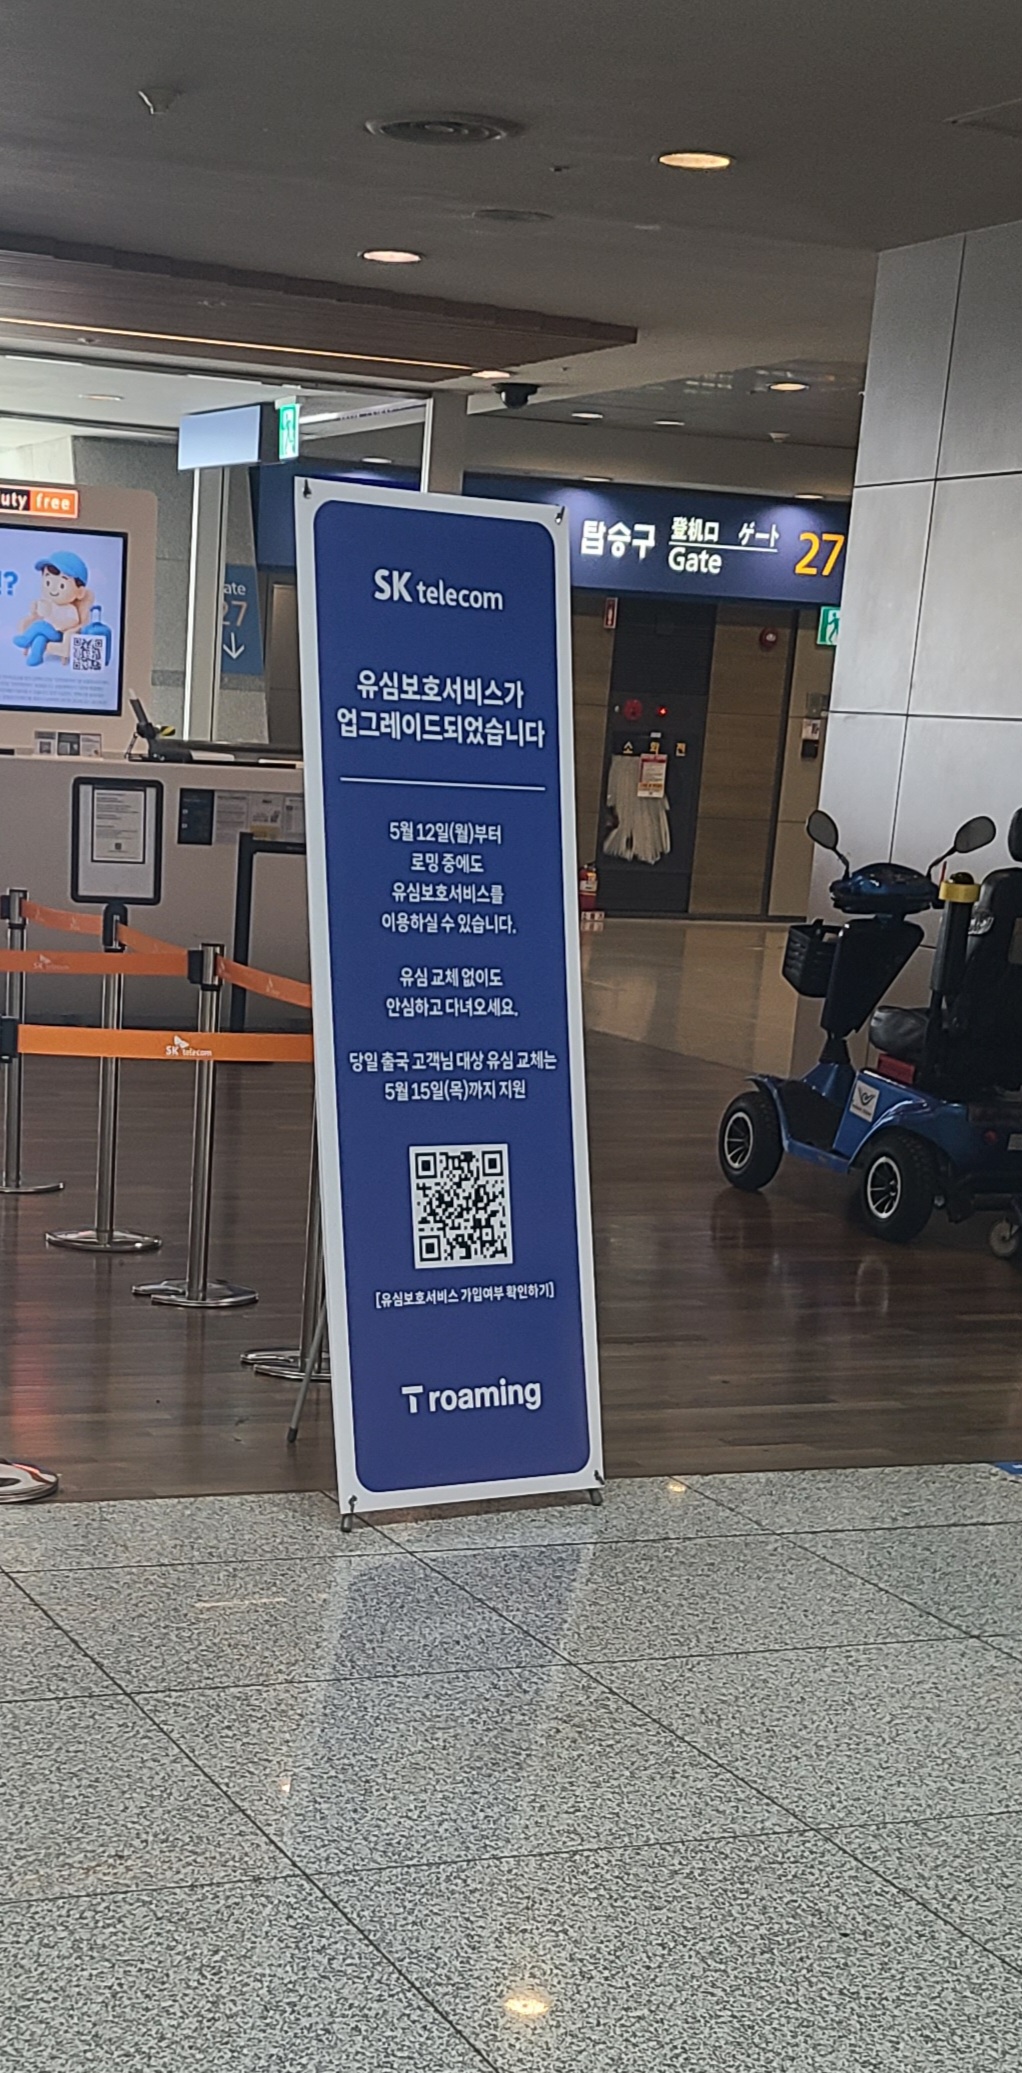 uty free
!?
ate
27
탑승구
登机口 ゲート
Gate
27
소 화 전
SK telecom
유심보호서비스가
업그레이드되었습니다
5월 12일(월)부터
로밍 중에도
유심보호서비스를
이용하실 수 있습니다.
유심 교체 없이도
안심하고 다녀오세요.
당일 출국 고객님 대상 유심 교체는
5월 15일(목)까지 지원
[유심보호서비스 가입여부 확인하기]
T roaming
SK telecom